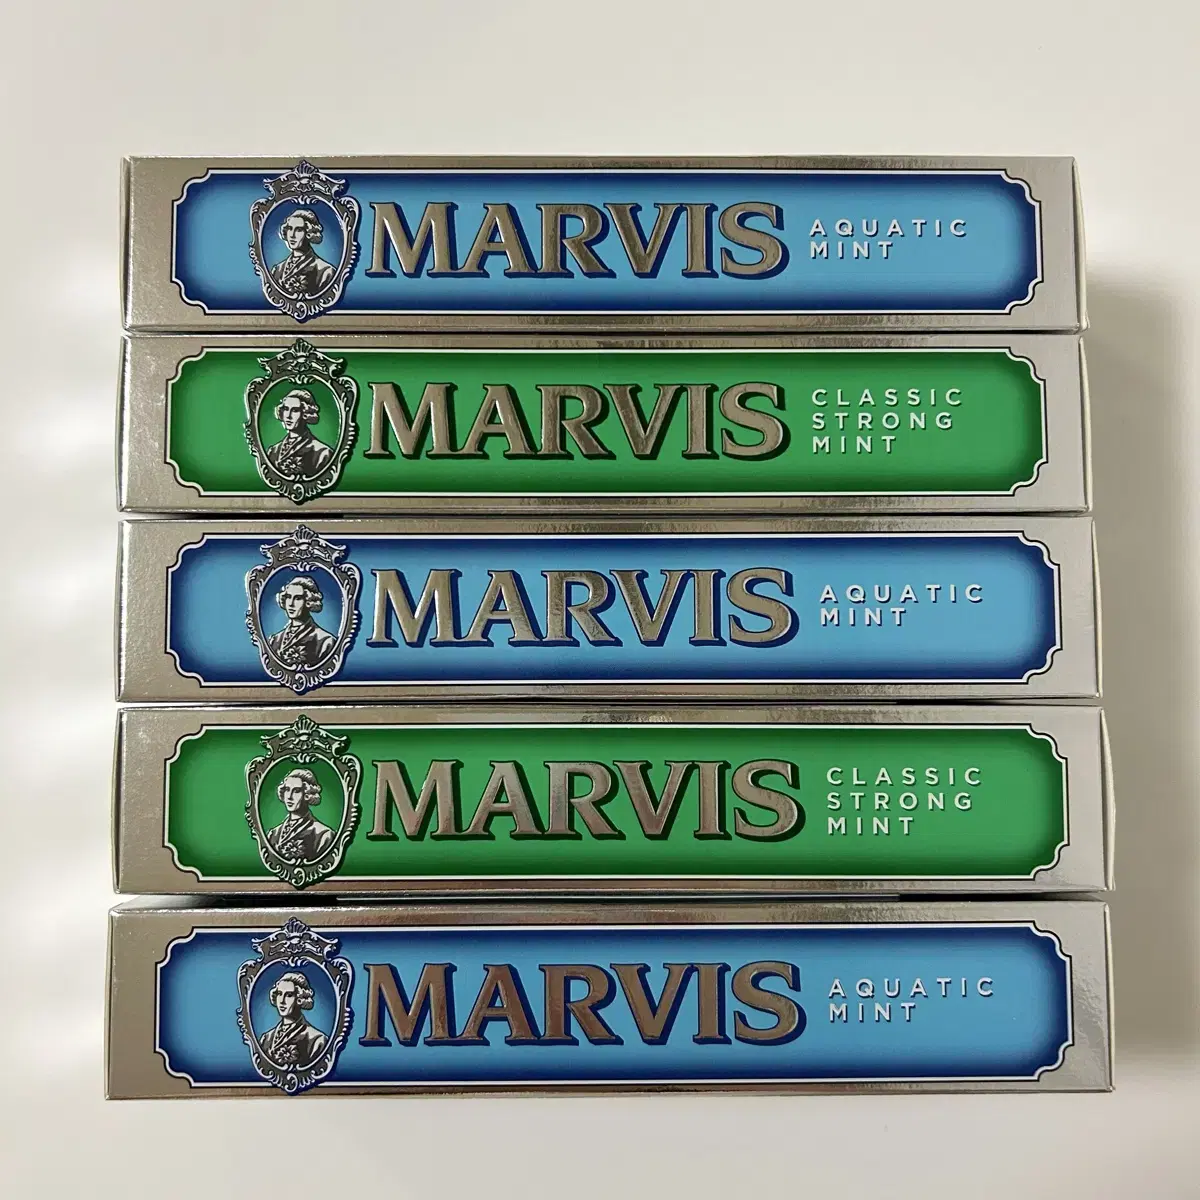 MARVIS
AQUATIC
MINT
MARVIS
CLASSIC
STRONG
MINT
MARVIS
AQUATIC
MINT
MARVIS
CLASSIC
STRONG
MINT
MARVIS
AQUATIC
MINT